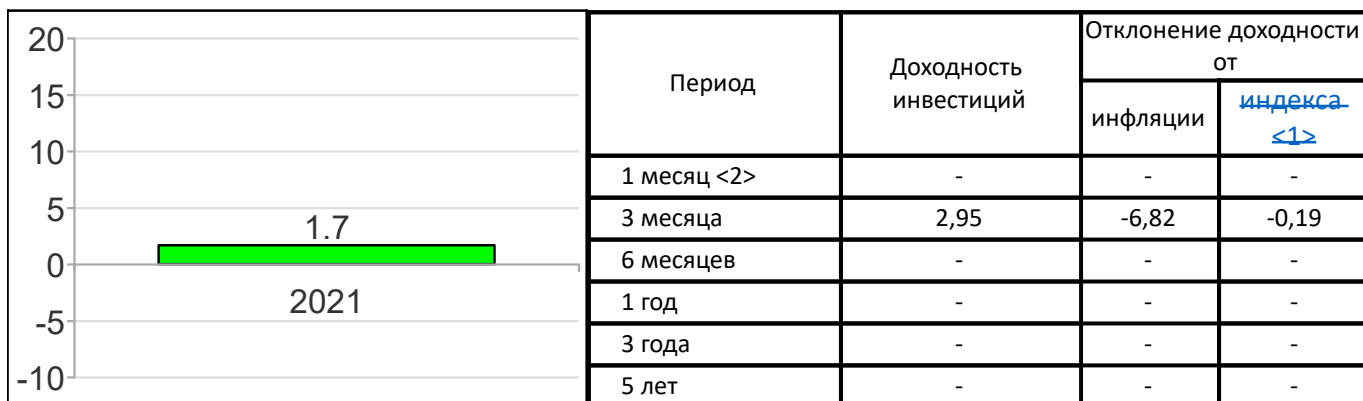 20
15
10
5
0
-5
-10
1.7
2021
Период
Доходность
инвестиций
Отклонение доходности
от
инфляции
индекса
<1>
1 месяц <2> - - -
3 месяца 2,95 -6,82 -0,19
6 месяцев - - -
1 год - - -
3 года - - -
5 лет - - -